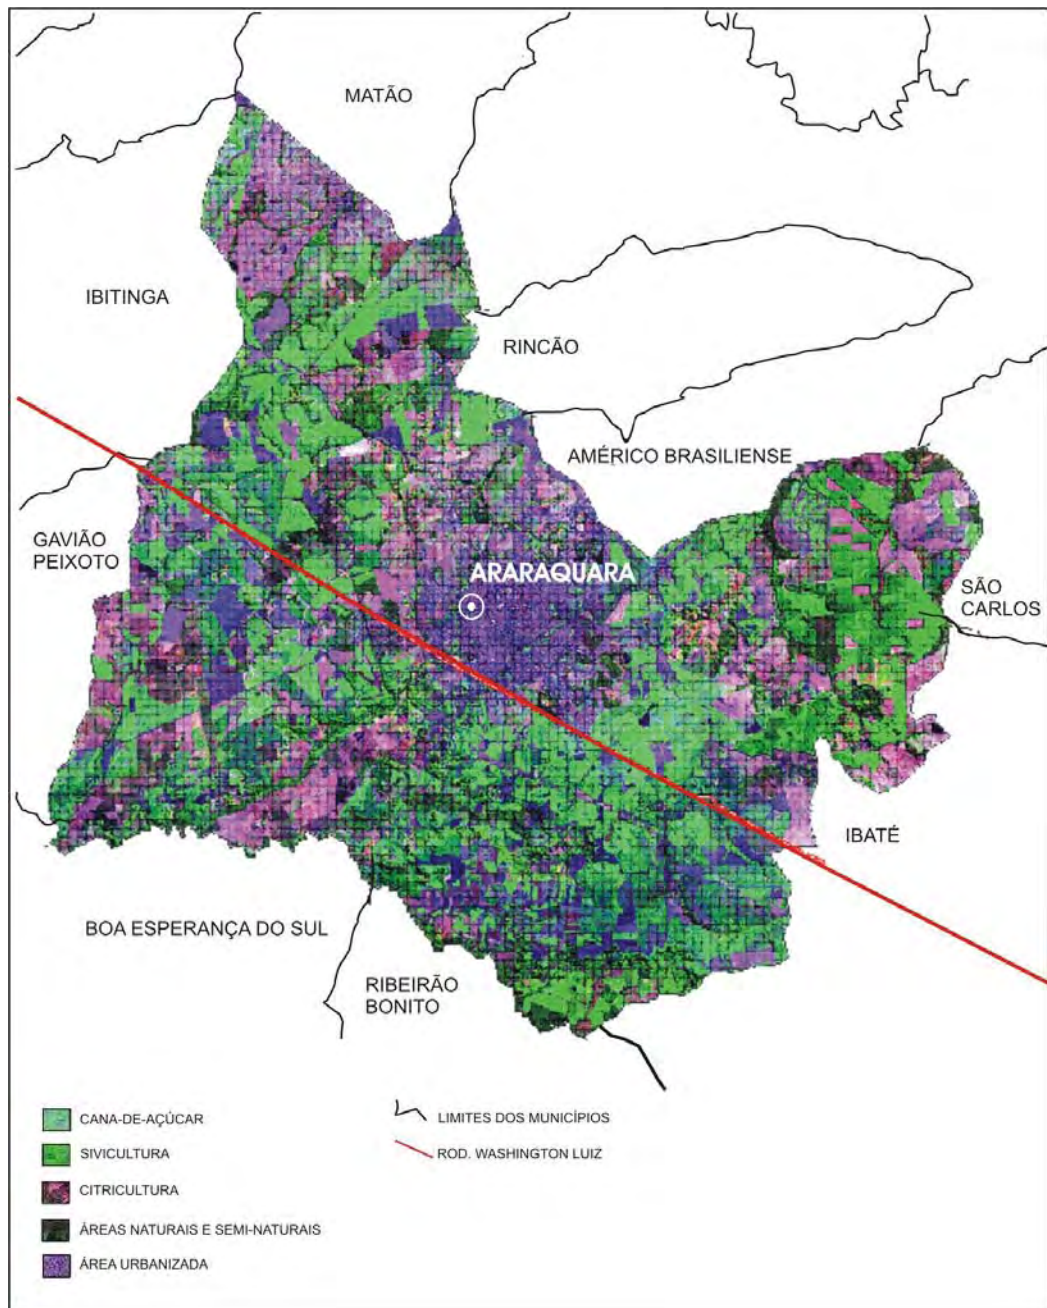 MATÃO
IBITINGA
RINCÃO
AMÉRICO BRASILIENSE
GAVIÃO
PEIXOTO
ARARAQUARA
SÃO
CARLOS
IBATÉ
BOA ESPERANÇA DO SUL
RIBEIRÃO
BONITO
CANA-DE-AÇÚCAR
SIVICULTURA
CITRICULTURA
ÁREAS NATURAIS E SEMI-NATURAIS
ÁREA URBANIZADA
LIMITES DOS MUNICÍPIOS
ROD. WASHINGTON LUIZ